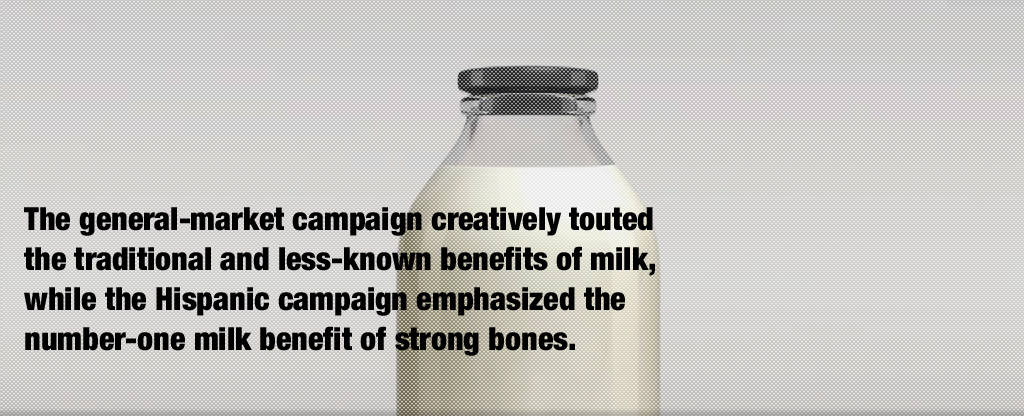 The general-market campaign creatively touted
the traditional and less-known benefits of milk,
while the Hispanic campaign emphasized the
number-one milk benefit of strong bones.